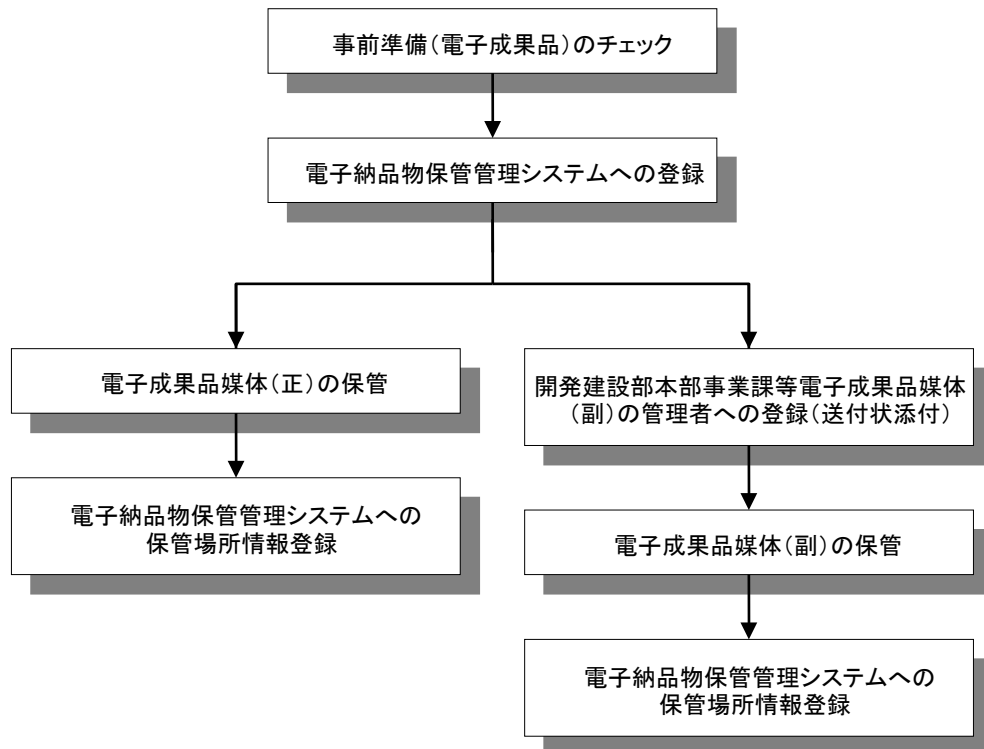 事前準備（電子成果品）のチェック
電子納品物保管管理システムへの登録
電子成果品媒体（正）の保管
電子納品物保管管理システムへの
保管場所情報登録
開発建設部本部事業課等電子成果品媒体
（副）の管理者への登録（送付状添付）
電子成果品媒体（副）の保管
電子納品物保管管理システムへの
保管場所情報登録